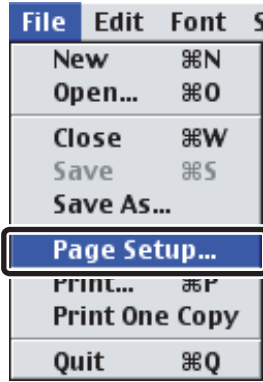 File Edit Font
New ⌘N
Open... ⌘O
Close ⌘W
Save ⌘S
Save As...
Page Setup...
Print... ⌘P
Print One Copy
Quit ⌘Q